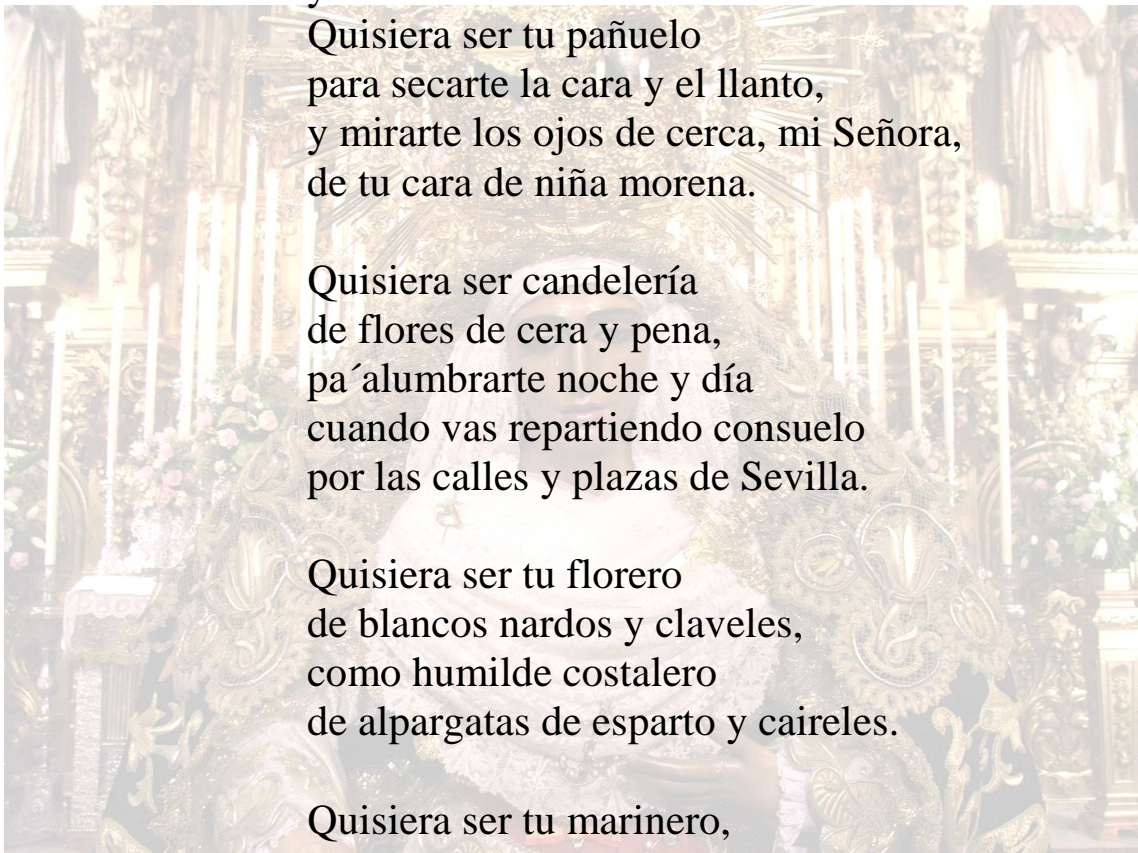 Quisiera ser tu pañuelo
para secarte la cara y el llanto,
y mirarte los ojos de cerca, mi Señora,
de tu cara de niña morena.

Quisiera ser candelería
de flores de cera y pena,
pa´alumbrarte noche y día
cuando vas repartiendo consuelo
por las calles y plazas de Sevilla.

Quisiera ser tu florero
de blancos nardos y claveles,
como humilde costalero
de alpargatas de esparto y caireles.

Quisiera ser tu marinero,